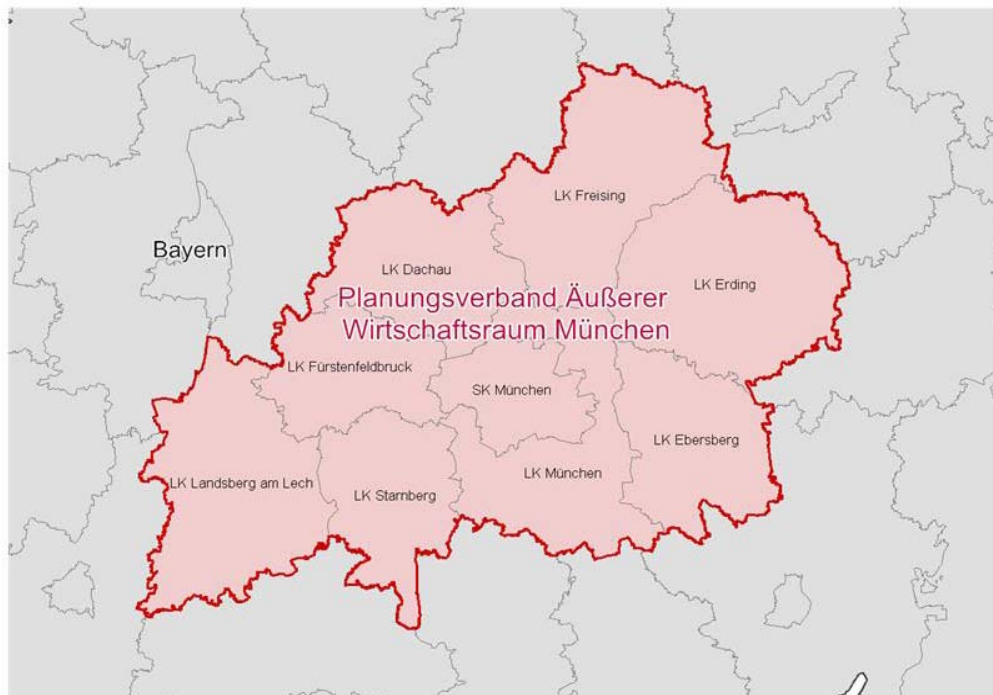 LK Freising
Bayern
LK Dachau
LK Erding
Planungsverband Äußerer
Wirtschaftsraum München
LK Fürstenfeldbruck
SK München
LK Ebersberg
LK München
LK Landsberg am Lech
LK Starnberg